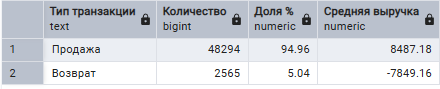 Тип транзакции Количество Доля % Средняя выручка
text bigint numeric numeric
1 Продажа 48294 94.96 8487.18
2 Возврат 2565 5.04 -7849.16